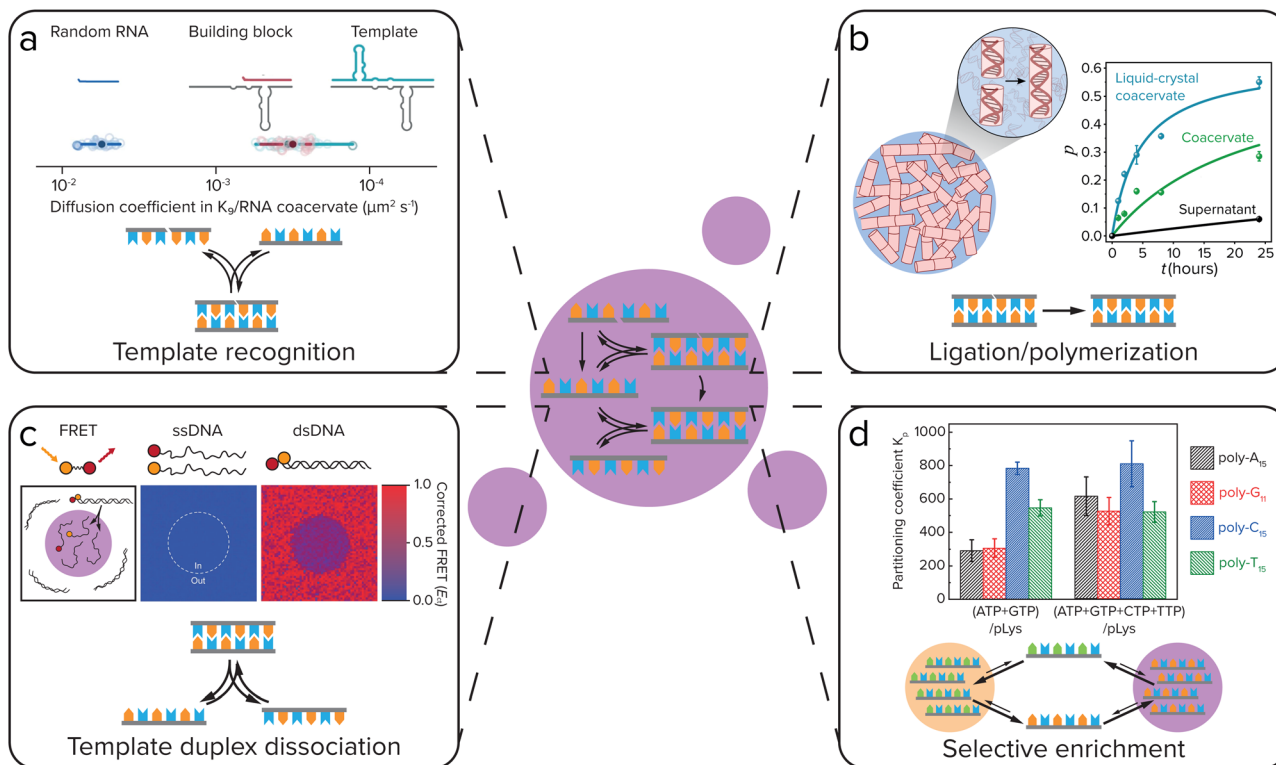 a
Random RNA
Building block
Template
10⁻²
10⁻³
10⁻⁴
Diffusion coefficient in K₉/RNA coacervate (μm² s⁻¹)
Template recognition
b
Liquid-crystal
coacervate
Coacervate
Supernatant
p
0.6
0.5
0.4
0.3
0.2
0.1
0.0
0 5 10 15 20 25
t (hours)
Ligation/polymerization
c
FRET
ssDNA
dsDNA
In
Out
1.0
0.5
0.0
Corrected FRET (Eᵣₜ)
Template duplex dissociation
d
Partitioning coefficient Kₚ
1000
800
600
400
200
0
(ATP+GTP)
/pLys
(ATP+GTP+CTP+TTP)
/pLys
poly-A₁₅
poly-G₁₁
poly-C₁₅
poly-T₁₅
Selective enrichment